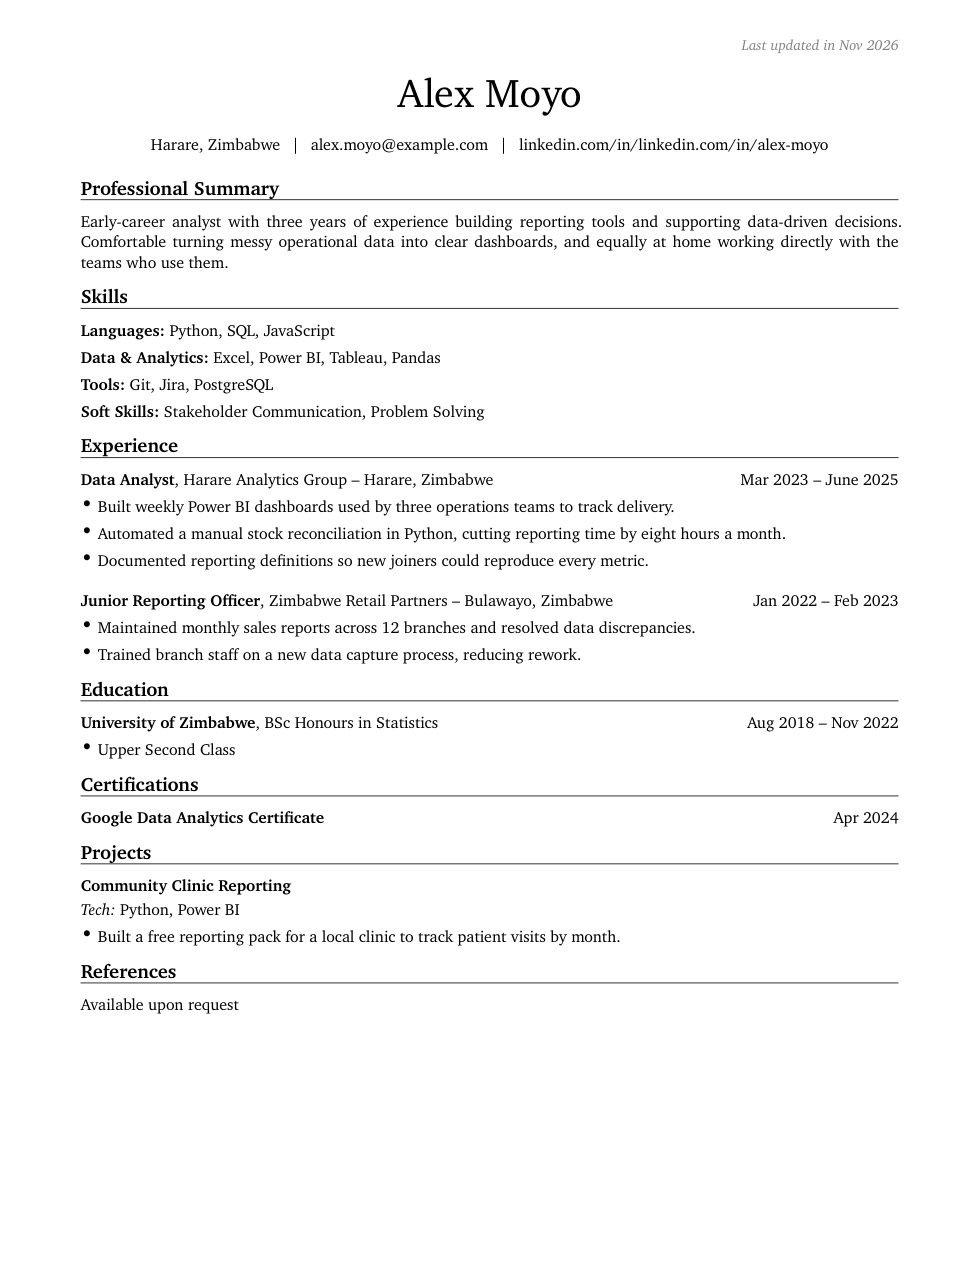 Last updated in Nov 2026
Alex Moyo
Harare, Zimbabwe | alex.moyo@example.com | linkedin.com/in/linkedin.com/in/alex-moyo
Professional Summary
Early-career analyst with three years of experience building reporting tools and supporting data-driven decisions.
Comfortable turning messy operational data into clear dashboards, and equally at home working directly with the
teams who use them.
Skills
Languages: Python, SQL, JavaScript
Data & Analytics: Excel, Power BI, Tableau, Pandas
Tools: Git, Jira, PostgreSQL
Soft Skills: Stakeholder Communication, Problem Solving
Experience
Data Analyst, Harare Analytics Group – Harare, Zimbabwe Mar 2023 – June 2025
• Built weekly Power BI dashboards used by three operations teams to track delivery.
• Automated a manual stock reconciliation in Python, cutting reporting time by eight hours a month.
• Documented reporting definitions so new joiners could reproduce every metric.
Junior Reporting Officer, Zimbabwe Retail Partners – Bulawayo, Zimbabwe Jan 2022 – Feb 2023
• Maintained monthly sales reports across 12 branches and resolved data discrepancies.
• Trained branch staff on a new data capture process, reducing rework.
Education
University of Zimbabwe, BSc Honours in Statistics Aug 2018 – Nov 2022
• Upper Second Class
Certifications
Google Data Analytics Certificate Apr 2024
Projects
Community Clinic Reporting
Tech: Python, Power BI
• Built a free reporting pack for a local clinic to track patient visits by month.
References
Available upon request